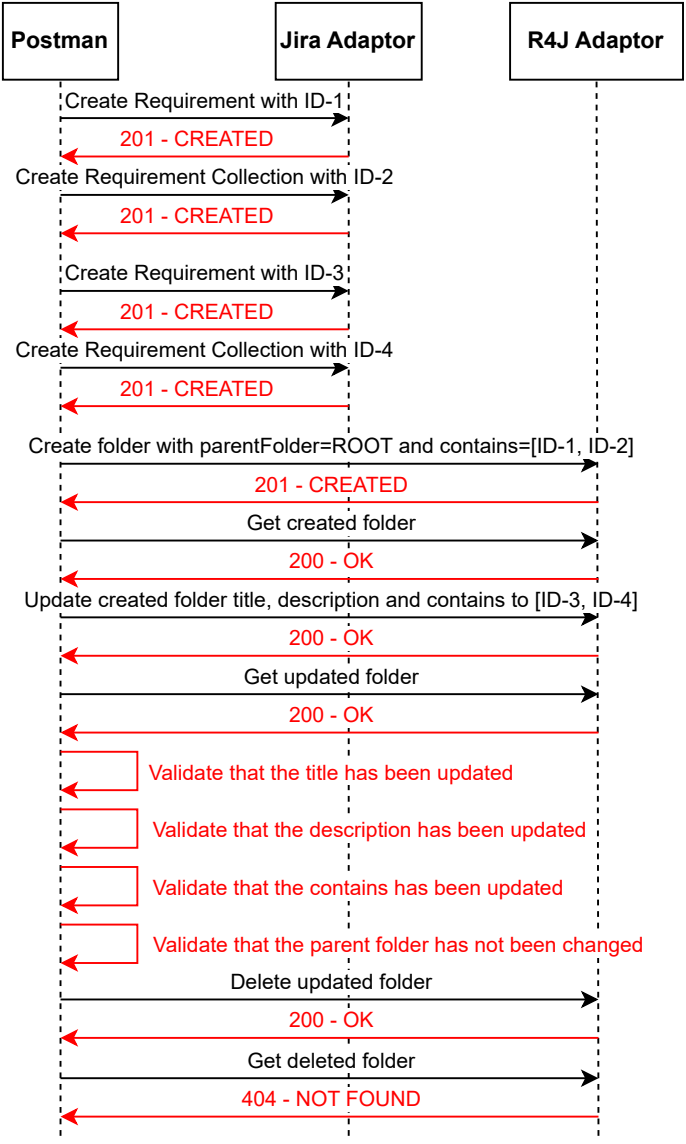 Postman
Jira Adaptor
R4J Adaptor
Create Requirement with ID-1
201 - CREATED
Create Requirement Collection with ID-2
201 - CREATED
Create Requirement with ID-3
201 - CREATED
Create Requirement Collection with ID-4
201 - CREATED
Create folder with parentFolder=ROOT and contains=[ID-1, ID-2]
201 - CREATED
Get created folder
200 - OK
Update created folder title, description and contains to [ID-3, ID-4]
200 - OK
Get updated folder
200 - OK
Validate that the title has been updated
Validate that the description has been updated
Validate that the contains has been updated
Validate that the parent folder has not been changed
Delete updated folder
200 - OK
Get deleted folder
404 - NOT FOUND